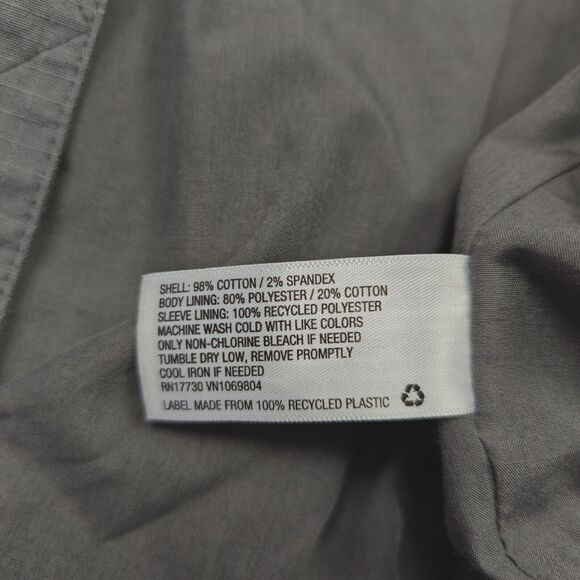 SHELL: 98% COTTON / 2% SPANDEX
BODY LINING: 80% POLYESTER / 20% COTTON
SLEEVE LINING: 100% RECYCLED POLYESTER
MACHINE WASH COLD WITH LIKE COLORS
ONLY NON-CHLORINE BLEACH IF NEEDED
TUMBLE DRY LOW, REMOVE PROMPTLY
COOL IRON IF NEEDED
RN17730 VN1069804
LABEL MADE FROM 100% RECYCLED PLASTIC